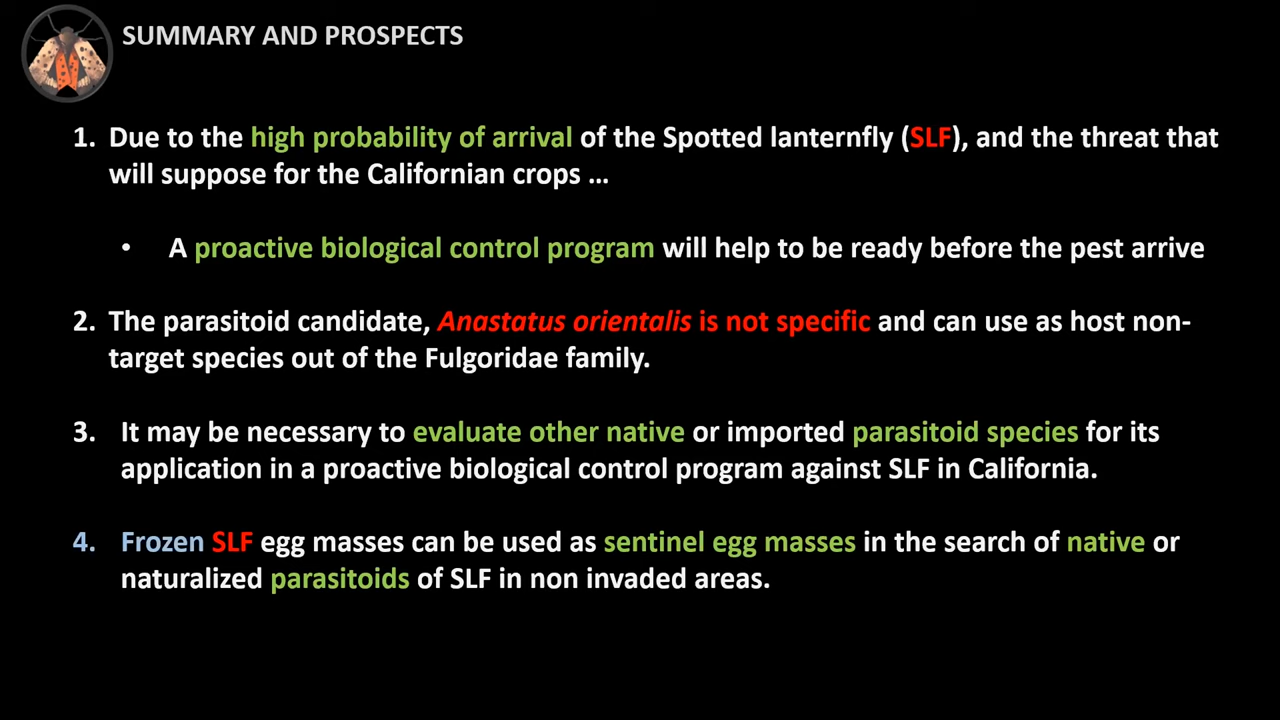 SUMMARY AND PROSPECTS
1. Due to the high probability of arrival of the Spotted lanternfly (SLF), and the threat that
will suppose for the Californian crops ...
• A proactive biological control program will help to be ready before the pest arrive
2. The parasitoid candidate, Anastatus orientalis is not specific and can use as host non-
target species out of the Fulgoridae family.
3. It may be necessary to evaluate other native or imported parasitoid species for its
application in a proactive biological control program against SLF in California.
4. Frozen SLF egg masses can be used as sentinel egg masses in the search of native or
naturalized parasitoids of SLF in non invaded areas.